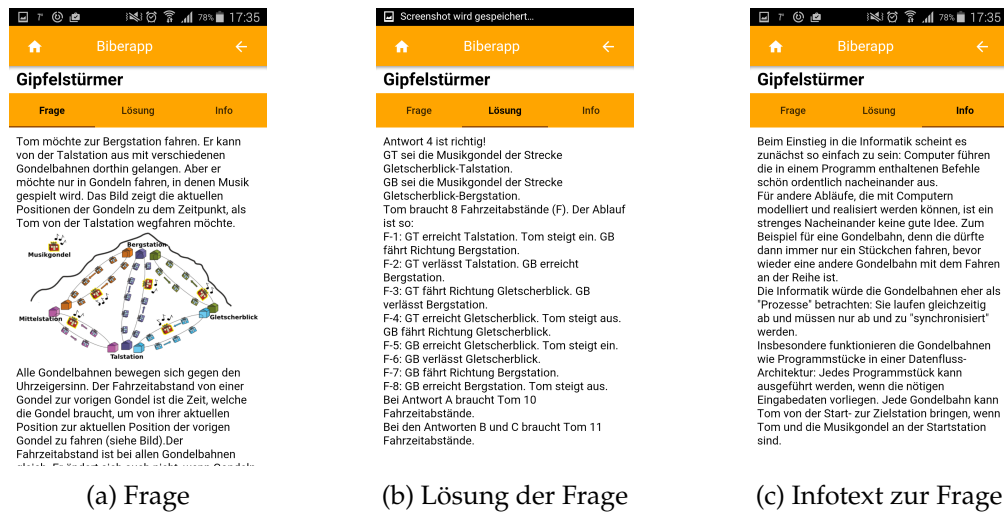 78% 17:35
Biberapp
Gipfelstürmer
Frage Lösung Info
Tom möchte zur Bergstation fahren. Er kann
von der Talstation aus mit verschiedenen
Gondelbahnen dorthin gelangen. Aber er
möchte nur in Gondeln fahren, in denen Musik
gespielt wird. Das Bild zeigt die aktuellen
Positionen der Gondeln zu dem Zeitpunkt, als
Tom von der Talstation wegfahren möchte.
Musikgondel
Bergstation
Mittelstation
Gletscherblick
Talstation
Alle Gondelbahnen bewegen sich gegen den
Uhrzeigersinn. Der Fahrzeitabstand von einer
Gondel zur vorigen Gondel ist die Zeit, welche
die Gondel braucht, um von ihrer aktuellen
Position zur aktuellen Position der vorigen
Gondel zu fahren (siehe Bild).Der
Fahrzeitabstand ist bei allen Gondelbahnen
(a) Frage
Screenshot wird gespeichert...
Biberapp
Gipfelstürmer
Frage Lösung Info
Antwort 4 ist richtig!
GT sei die Musikgondel der Strecke
Gletscherblick-Talstation.
GB sei die Musikgondel der Strecke
Gletscherblick-Bergstation.
Tom braucht 8 Fahrzeitabstände (F). Der Ablauf
ist so:
F-1: GT erreicht Talstation. Tom steigt ein. GB
fährt Richtung Bergstation.
F-2: GT verlässt Talstation. GB erreicht
Bergstation.
F-3: GT fährt Richtung Gletscherblick. GB
verlässt Bergstation.
F-4: GT erreicht Gletscherblick. Tom steigt aus.
GB fährt Richtung Gletscherblick.
F-5: GB erreicht Gletscherblick. Tom steigt ein.
F-6: GB verlässt Gletscherblick.
F-7: GB fährt Richtung Bergstation.
F-8: GB erreicht Bergstation. Tom steigt aus.
Bei Antwort A braucht Tom 10
Fahrzeitabstände.
Bei den Antworten B und C braucht Tom 11
Fahrzeitabstände.
(b) Lösung der Frage
78% 17:35
Biberapp
Gipfelstürmer
Frage Lösung Info
Beim Einstieg in die Informatik scheint es
zunächst so einfach zu sein: Computer führen
die in einem Programm enthaltenen Befehle
schön ordentlich nacheinander aus.
Für andere Abläufe, die mit Computern
modelliert und realisiert werden können, ist ein
strenges Nacheinander keine gute Idee. Zum
Beispiel für eine Gondelbahn, denn die dürfte
dann immer nur ein Stückchen fahren, bevor
wieder eine andere Gondelbahn mit dem Fahren
an der Reihe ist.
Die Informatik würde die Gondelbahnen eher als
"Prozesse" betrachten: Sie laufen gleichzeitig
ab und müssen nur ab und zu "synchronisiert"
werden.
Insbesondere funktionieren die Gondelbahnen
wie Programmstücke in einer Datenfluss-
Architektur: Jedes Programmstück kann
ausgeführt werden, wenn die nötigen
Eingabedaten vorliegen. Jede Gondelbahn kann
Tom von der Start- zur Zielstation bringen, wenn
Tom und die Musikgondel an der Startstation
sind.
(c) Infotext zur Frage